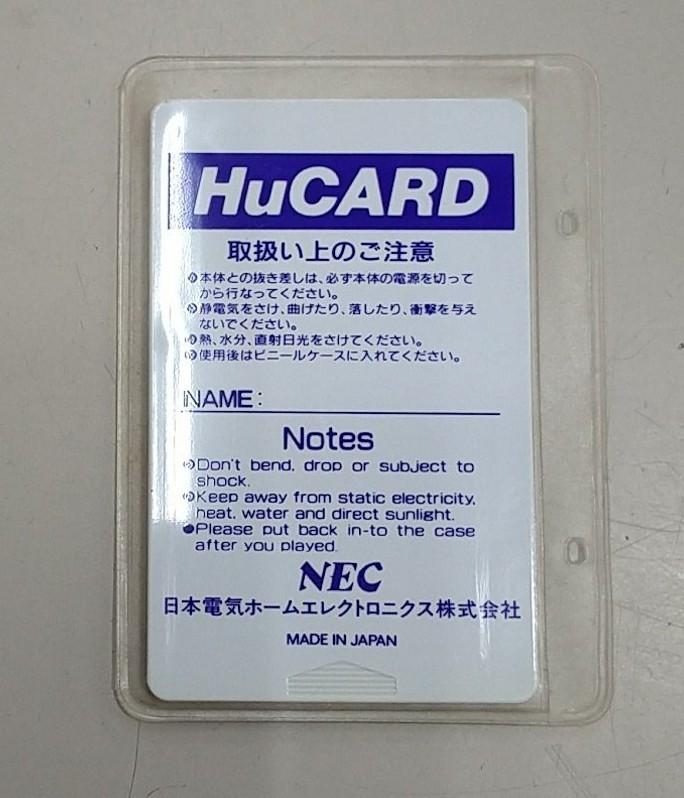 HuCARD
取扱い上のご注意
●本体との抜き差しは、必ず本体の電源を切って
から行なってください。
●静電気をさけ、曲げたり、落したり、衝撃を与え
ないでください。
●熱、水分、直射日光をさけてください。
●使用後はビニールケースに入れてください。
NAME:
Notes
●Don't bend, drop or subject to
shock.
●Keep away from static electricity,
heat, water and direct sunlight.
●Please put back in-to the case
after you played.
NEC
日本電気ホームエレクトロニクス株式会社
MADE IN JAPAN